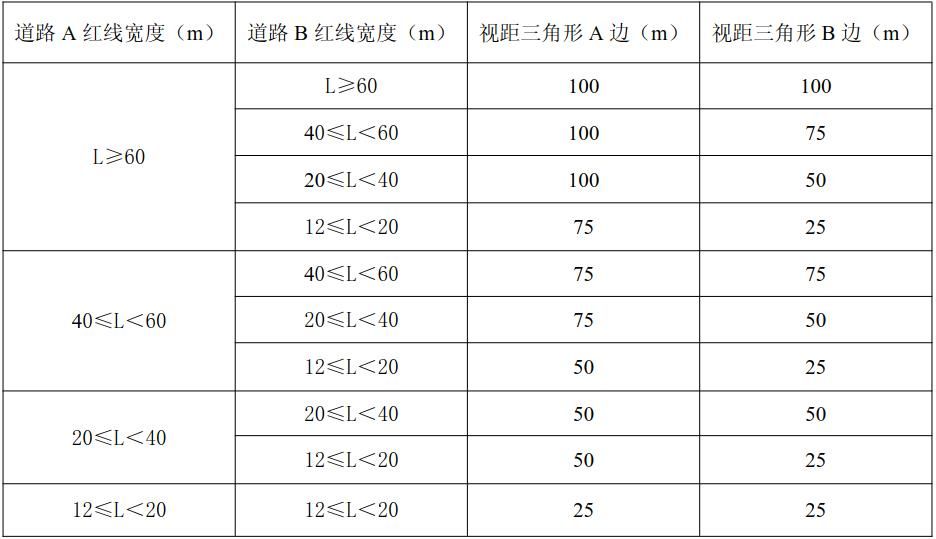 道路 A 红线宽度（m） 道路 B 红线宽度（m） 视距三角形 A 边（m） 视距三角形 B 边（m）
L≥60 L≥60 100 100
40≤L＜60 100 75
20≤L＜40 100 50
12≤L＜20 75 25
40≤L＜60 40≤L＜60 75 75
20≤L＜40 75 50
12≤L＜20 50 25
20≤L＜40 20≤L＜40 50 50
12≤L＜20 50 25
12≤L＜20 12≤L＜20 25 25